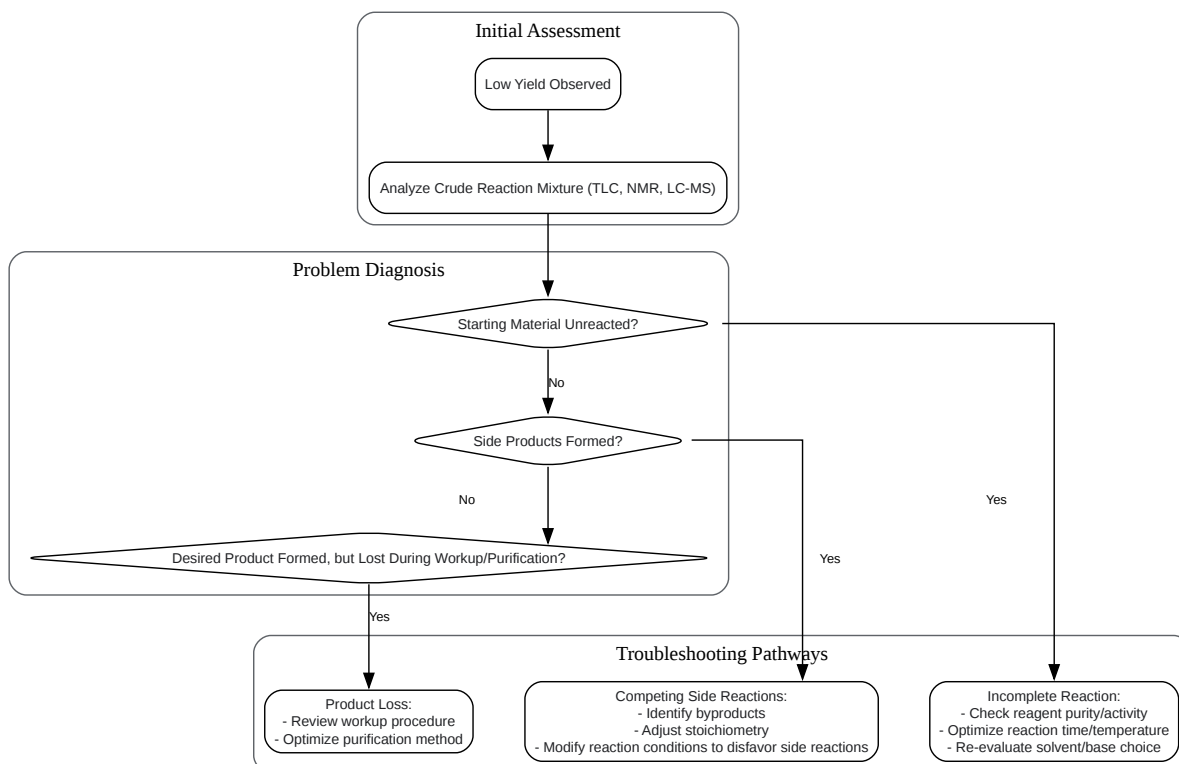 Initial Assessment
Low Yield Observed
Analyze Crude Reaction Mixture (TLC, NMR, LC-MS)
Problem Diagnosis
Starting Material Unreacted?
No
Side Products Formed?
No
Yes
Desired Product Formed, but Lost During Workup/Purification?
Yes
Yes
Troubleshooting Pathways
Product Loss:
- Review workup procedure
- Optimize purification method
Competing Side Reactions:
- Identify byproducts
- Adjust stoichiometry
- Modify reaction conditions to disfavor side reactions
Incomplete Reaction:
- Check reagent purity/activity
- Optimize reaction time/temperature
- Re-evaluate solvent/base choice